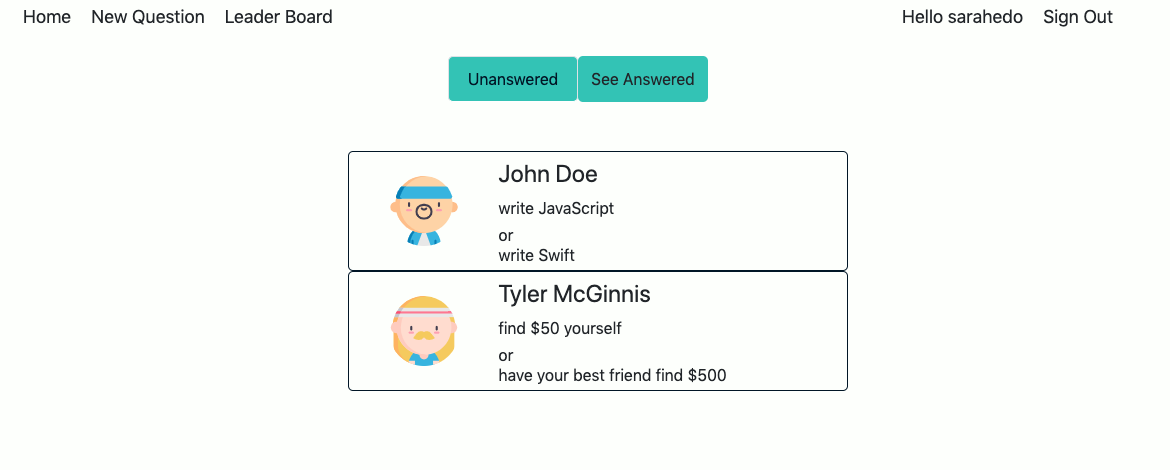 Home New Question Leader Board Hello sarahedo Sign Out
Unanswered See Answered
John Doe
write JavaScript
or
write Swift
Tyler McGinnis
find $50 yourself
or
have your best friend find $500